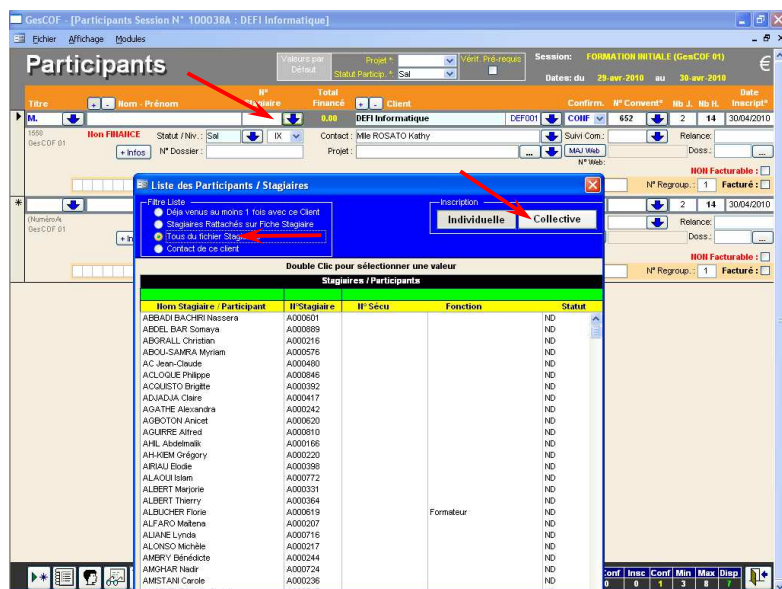 GesCOF - [Participants Session N° 100038A : DEFI Informatique]
Fichier Affichage Modules
Participants
Valeurs par Défaut
Projet *:
Statut Particip. *: Sal
Vérif. Pré-requis
Session: FORMATION INITIALE (GesCOF 01)
Dates: du 29-avr-2010 au 30-avr-2010
€
Titre + - Nom - Prénom N° Stagiaire Total Financé + - Client Confirm. N° Convent° Nb J. Nb H. Date Inscript°
M. 0.00 DEFI Informatique DEF001 CONF 652 2 14 30/04/2010
1550 Non FINANCE Statut / Niv.: Sal IX Contact: Mlle ROSATO Kathy Suivi Com.: Relance:
GesCOF 01 + Infos N° Dossier : Projet: ... MAJ Web Doss.: ...
N° Web:
NON Facturable :
N° Regroup.: 1 Facturé :
2 14 30/04/2010
GesCOF 01
Relance:
Doss.: ...
NON Facturable :
N° Regroup.: 1 Facturé :
Liste des Participants / Stagiaires
Filtre Liste
Déja venus au moins 1 fois avec ce Client
Stagiaires Rattachés sur Fiche Stagiaire
Tous du fichier
Contact de ce client
Inscription
Individuelle Collective
Double Clic pour sélectionner une valeur
Stagiaires / Participants
Nom Stagiaire / Participant N°Stagiaire N° Sécu Fonction Statut
ABBADI BACHIRI Nassera A000601 ND
ABDEL BAR Somaya A000889 ND
ABGRALL Christian A000216 ND
ABOU-SAMRA Myriam A000576 ND
AC Jean-Claude A000480 ND
ACLOQUE Philippe A000846 ND
ACQUISTO Brigitte A000392 ND
ADJADJA Claire A000417 ND
AGATHE Alexandra A000242 ND
AGBOTON Anicet A000620 ND
AGUIRRE Alfred A000810 ND
AHIL Abdelmalik A000166 ND
AH-KIEM Grégory A000220 ND
AIRIAU Elodie A000398 ND
ALAOUI Islam A000772 ND
ALBERT Marjorie A000331 ND
ALBERT Thierry A000364 ND
ALBUCHER Florie A000619 Formateur ND
ALFARO Maïtena A000207 ND
ALIANE Lynda A000716 ND
ALONSO Michèle A000217 ND
AMBRY Bénédicte A000244 ND
AMGHAR Nadir A000724 ND
AMISTANI Carole A000236 ND
Insc Conf Min Max Disp
0 0 1 3 8 7